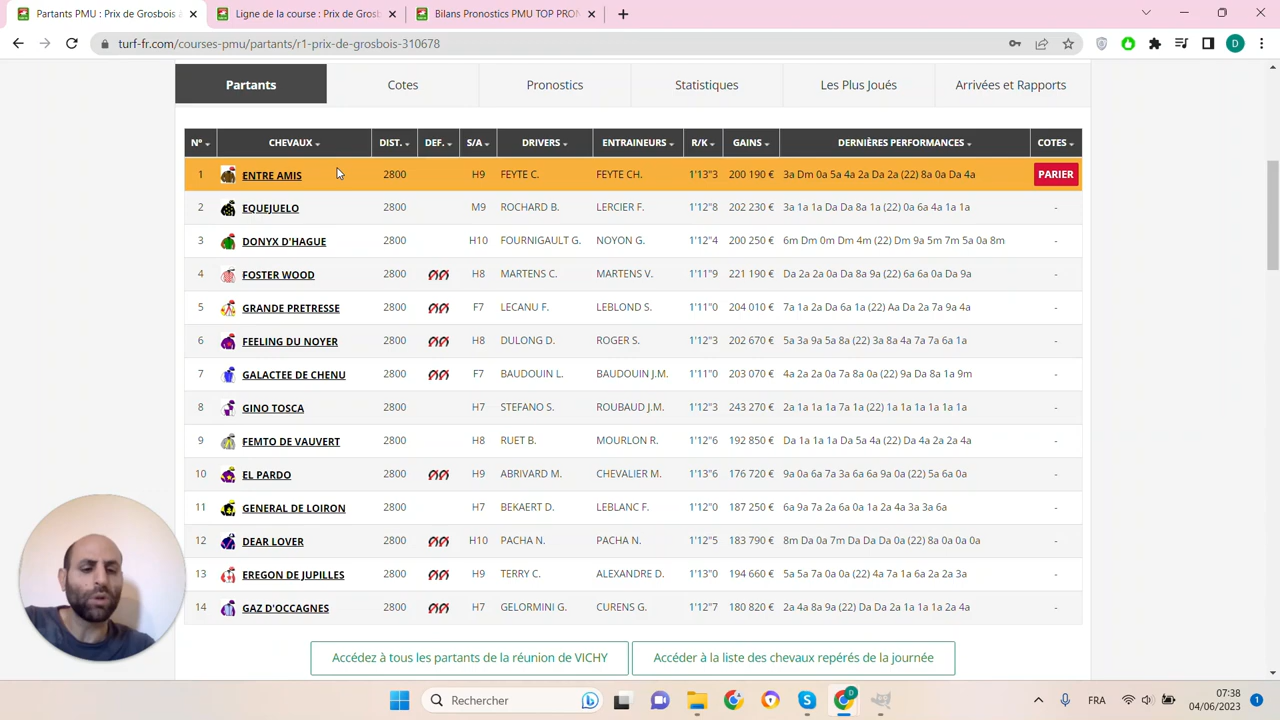 Partants PMU : Prix de Grosbois
Ligne de la course : Prix de Gros
Bilans Pronostics PMU TOP PRO
turf-fr.com/courses-pmu/partants/r1-prix-de-grosbois-310678
D
Partants Cotes Pronostics Statistiques Les Plus Joués Arrivées et Rapports
N° CHEVAUX DIST. DEF. S/A DRIVERS ENTRAINEURS R/K GAINS DERNIÈRES PERFORMANCES COTES
1 ENTRE AMIS 2800 H9 FEYTE C. FEYTE CH. 1'13"3 200 190 € 3a Dm 0a 5a 4a 2a Da 2a (22) 8a 0a Da 4a PARIER
2 EQUEJUELO 2800 M9 ROCHARD B. LERCIER F. 1'12"8 202 230 € 3a 1a 1a Da Da 8a 1a (22) 0a 6a 4a 1a 1a -
3 DONYX D'HAGUE 2800 H10 FOURNIGAULT G. NOYON G. 1'12"4 200 250 € 6m Dm 0m Dm 4m (22) Dm 9a 5m 7m 5a 0a 8m -
4 FOSTER WOOD 2800 H8 MARTENS C. MARTENS V. 1'11"9 221 190 € Da 2a 2a 0a Da 8a 9a (22) 6a 6a 0a Da 9a -
5 GRANDE PRETRESSE 2800 F7 LECANU F. LEBLOND S. 1'11"0 204 010 € 7a 1a 2a Da 6a 1a (22) Aa Da 2a 7a 9a 4a -
6 FEELING DU NOYER 2800 H8 DULONG D. ROGER S. 1'12"3 202 670 € 5a 3a 9a 5a 8a (22) 3a 8a 4a 7a 7a 6a 1a -
7 GALACTEE DE CHENU 2800 F7 BAUDOUIN L. BAUDOUIN J.M. 1'11"0 203 070 € 4a 2a 2a 0a 7a 8a 0a (22) 9a Da 8a 1a 9m -
8 GINO TOSCA 2800 H7 STEFANO S. ROUBAUD J.M. 1'12"3 243 270 € 2a 1a 1a 7a 1a (22) 1a 1a 1a 1a 1a 1a -
9 FEMTO DE VAUVERT 2800 H8 RUET B. MOURLON R. 1'12"6 192 850 € Da 1a 1a 1a Da 5a 4a (22) Da 4a 2a 2a 4a -
10 EL PARDO 2800 H9 ABRIVARD M. CHEVALIER M. 1'13"6 176 720 € 9a 0a 6a 7a 3a 6a 6a 9a 0a (22) 5a 6a 0a -
11 GENERAL DE LOIRON 2800 H7 BEKAERT D. LEBLANC F. 1'12"0 187 250 € 6a 9a 7a 2a 6a 0a 1a 2a 4a 3a 3a 6a -
12 DEAR LOVER 2800 H10 PACHA N. PACHA N. 1'12"5 183 790 € 8m Da 0a 7m Da Da Da 0a (22) 8a 0a 0a 0a -
13 EREGON DE JUPILLES 2800 H9 TERRY C. ALEXANDRE D. 1'13"0 194 660 € 5a 5a 7a 0a 0a (22) 4a 7a 1a 6a 2a 2a 3a -
14 GAZ D'OCCAGNES 2800 H7 GELORMINI G. CURENS G. 1'12"7 180 820 € 2a 4a 8a 9a (22) Da Da 2a 1a 1a 1a 2a 4a -
Accédez à tous les partants de la réunion de VICHY
Accéder à la liste des chevaux repérés de la journée
Rechercher
FRA
07:38
04/06/2023
1